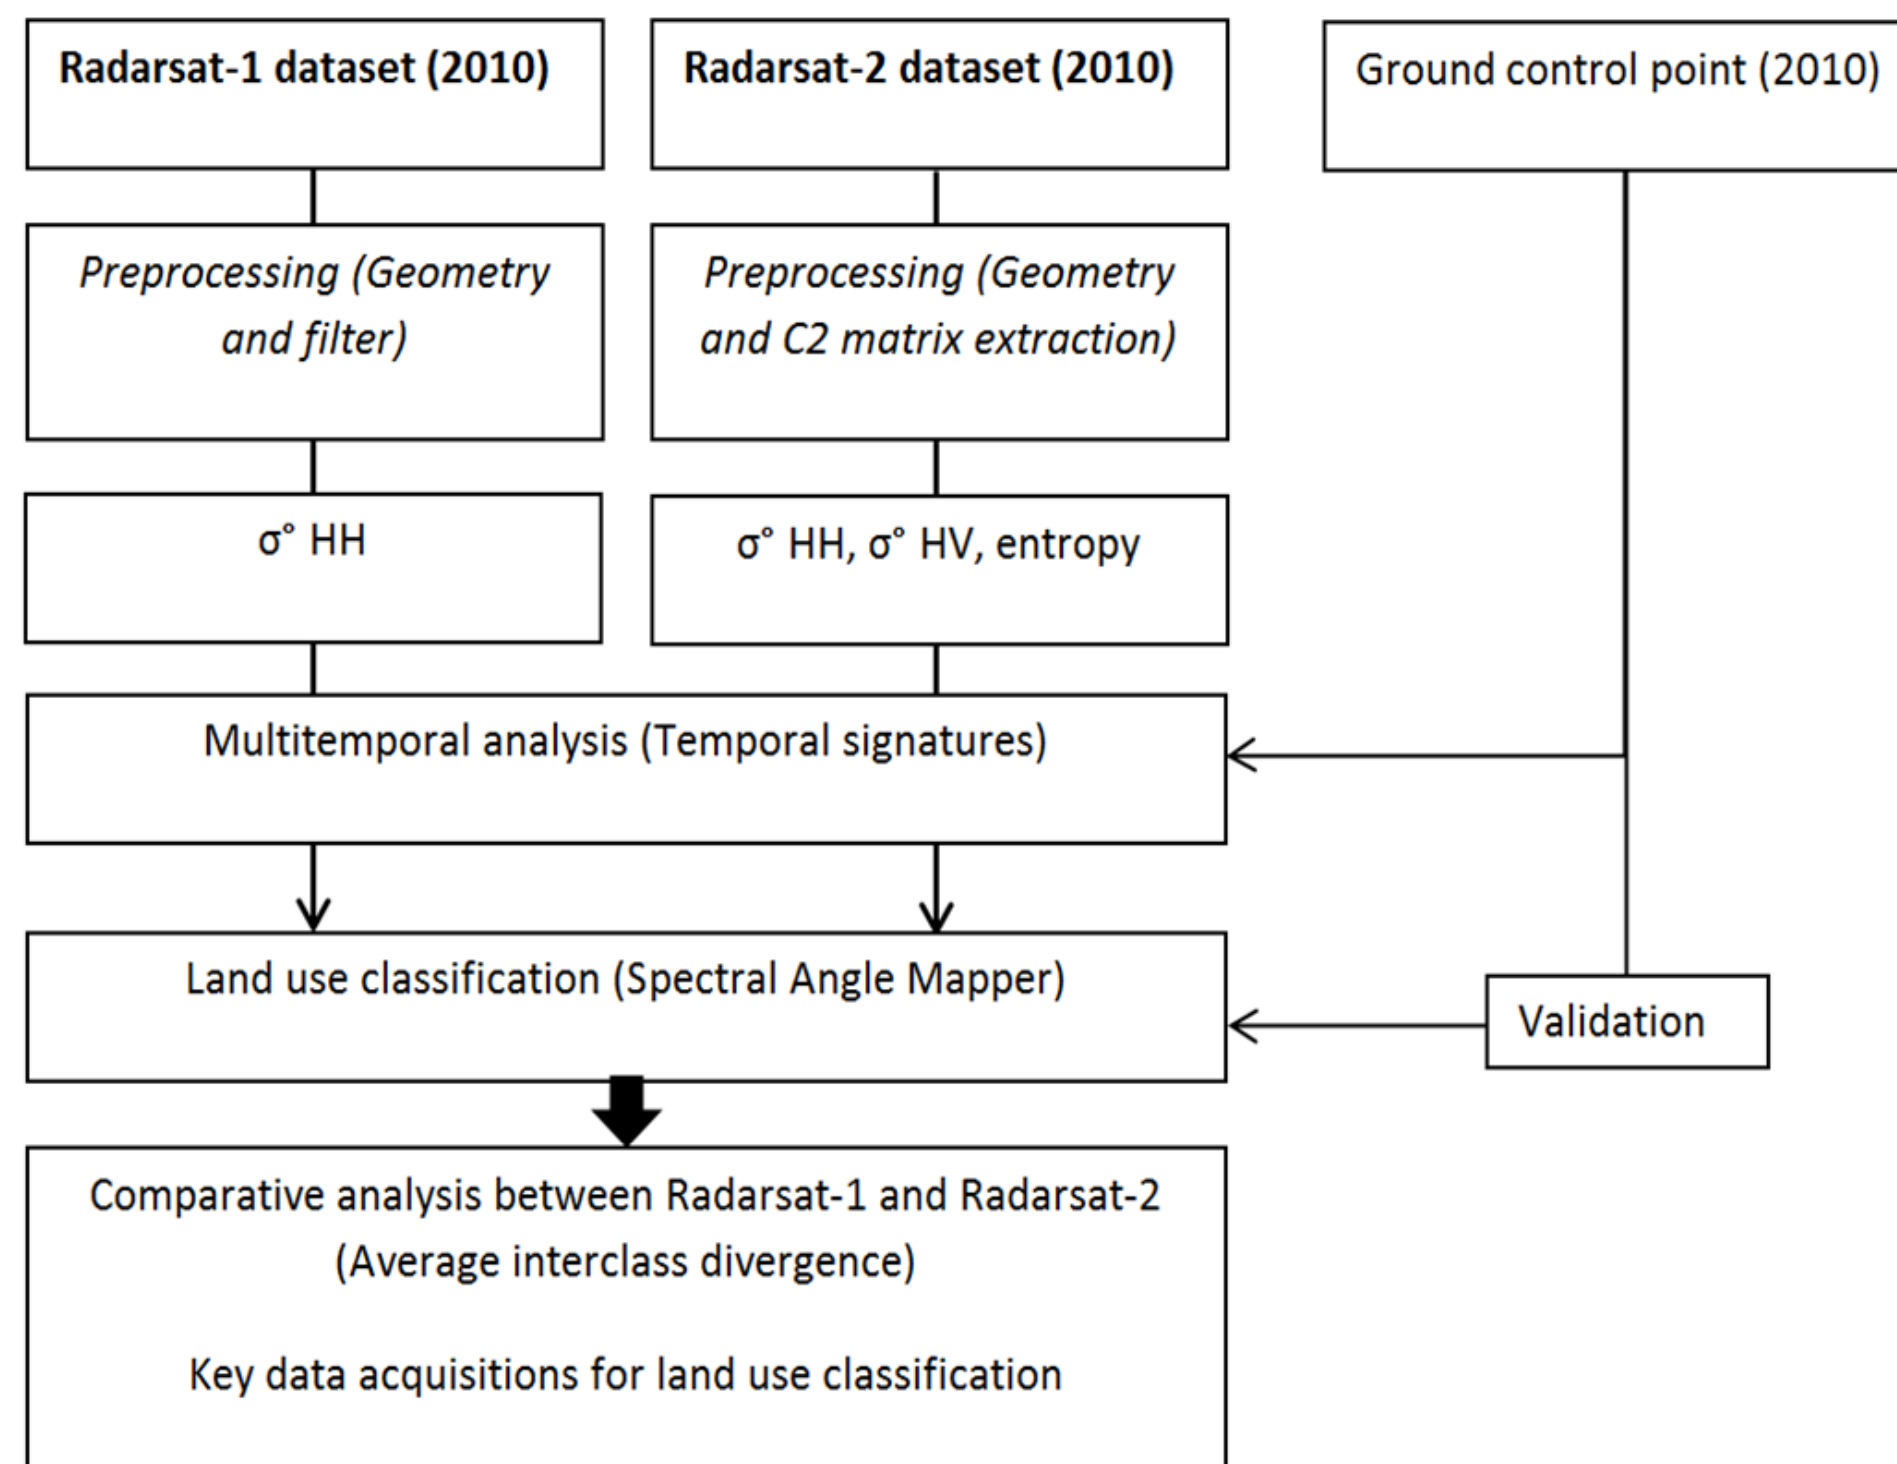 Radarsat-1 dataset (2010)
Radarsat-2 dataset (2010)
Ground control point (2010)
Preprocessing (Geometry
and filter)
Preprocessing (Geometry
and C2 matrix extraction)
σ° HH
σ° HH, σ° HV, entropy
Multitemporal analysis (Temporal signatures)
Land use classification (Spectral Angle Mapper)
Validation
Comparative analysis between Radarsat-1 and Radarsat-2
(Average interclass divergence)
Key data acquisitions for land use classification